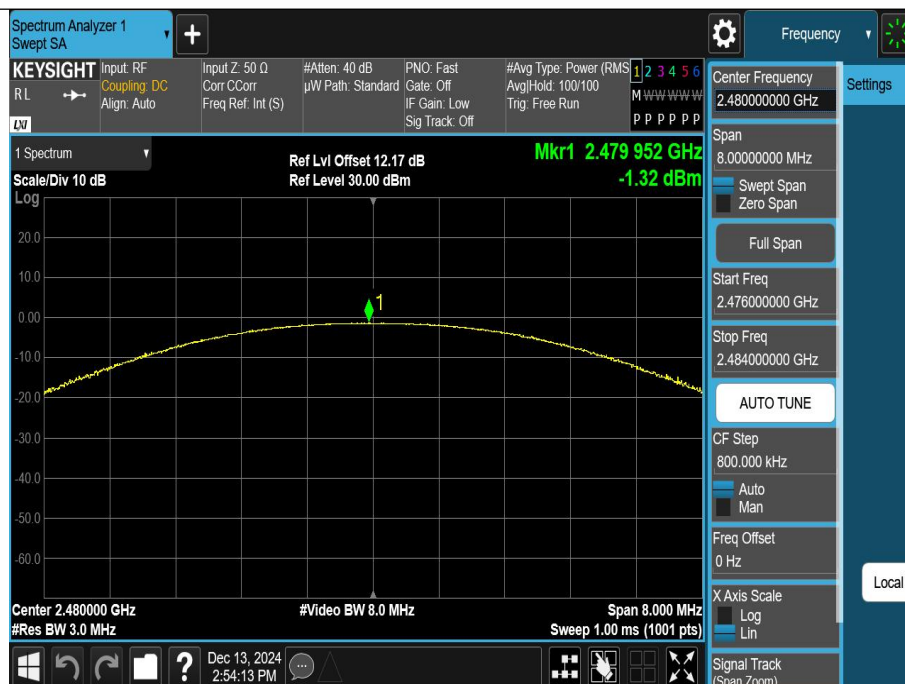 Spectrum Analyzer 1
Swept SA
Frequency
KEYSIGHT
R L
LXI
Input: RF
Coupling: DC
Align: Auto
Input Z: 50 Ω
Corr CCorr
Freq Ref: Int (S)
#Atten: 40 dB
µW Path: Standard
PNO: Fast
Gate: Off
IF Gain: Low
Sig Track: Off
#Avg Type: Power (RMS
Avg|Hold: 100/100
Trig: Free Run
1 2 3 4 5 6
M W W W W W
P P P P P P
Center Frequency
2.480000000 GHz
Settings
Span
8.00000000 MHz
Swept Span
Zero Span
Full Span
Start Freq
2.476000000 GHz
Stop Freq
2.484000000 GHz
AUTO TUNE
CF Step
800.000 kHz
Auto
Man
Freq Offset
0 Hz
X Axis Scale
Log
Lin
Signal Track
(Span Zoom)
Local
1 Spectrum
Scale/Div 10 dB
Log
Ref Lvl Offset 12.17 dB
Ref Level 30.00 dBm
Mkr1 2.479 952 GHz
-1.32 dBm
20.0
10.0
0.00
-10.0
-20.0
-30.0
-40.0
-50.0
-60.0
1
Center 2.480000 GHz
#Res BW 3.0 MHz
#Video BW 8.0 MHz
Span 8.000 MHz
Sweep 1.00 ms (1001 pts)
?
Dec 13, 2024
2:54:13 PM